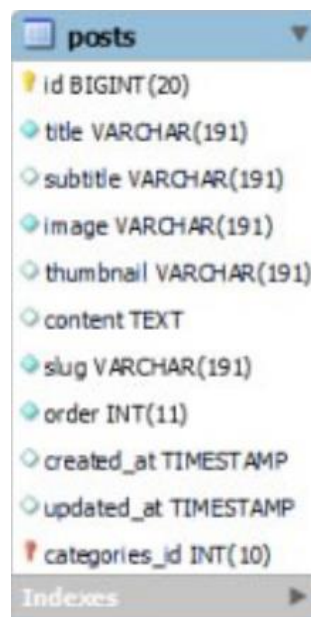 posts
id BIGINT(20)
title VARCHAR(191)
subtitle VARCHAR(191)
image VARCHAR(191)
thumbnail VARCHAR(191)
content TEXT
slug VARCHAR(191)
order INT(11)
created_at TIMESTAMP
updated_at TIMESTAMP
categories_id INT(10)
Indexes